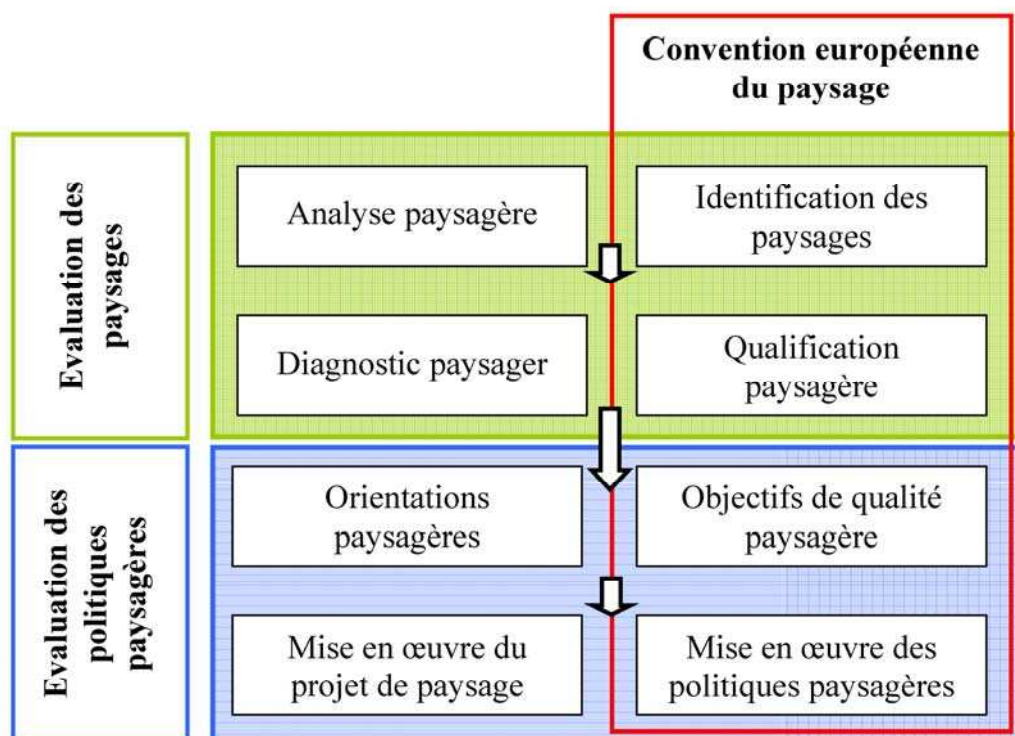 Convention européenne
du paysage
Evaluation des
paysages
Analyse paysagère
Identification des
paysages
Diagnostic paysager
Qualification
paysagère
Evaluation des
politiques
paysagères
Orientations
paysagères
Objectifs de qualité
paysagère
Mise en œuvre du
projet de paysage
Mise en œuvre des
politiques paysagères